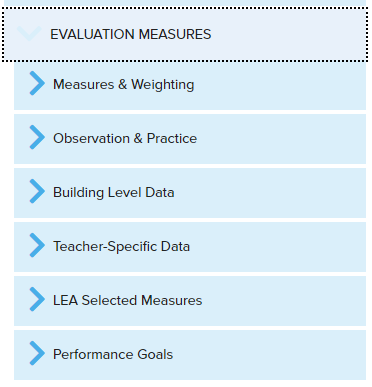 EVALUATION MEASURES
Measures & Weighting
Observation & Practice
Building Level Data
Teacher-Specific Data
LEA Selected Measures
Performance Goals